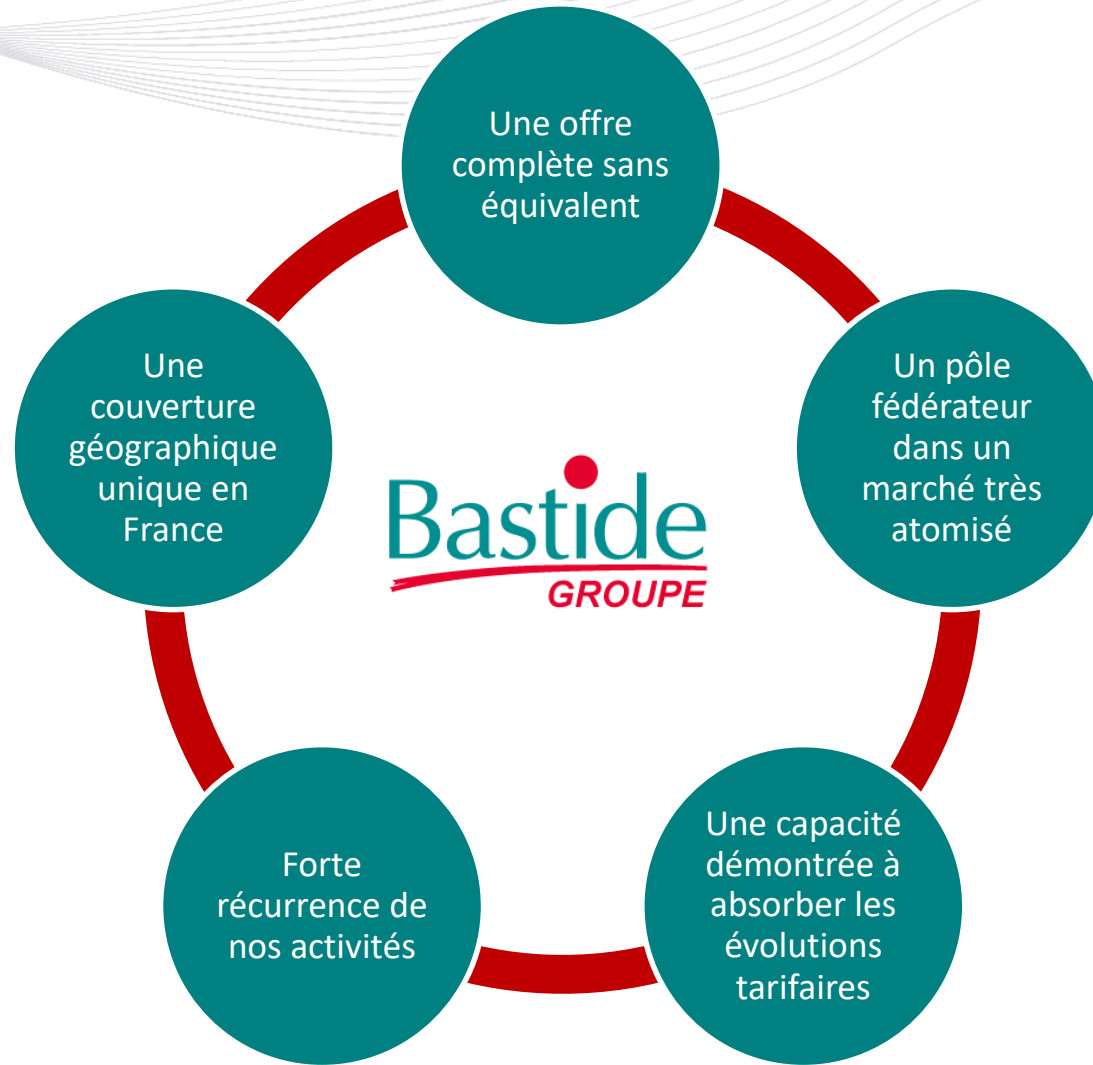 Une offre
complète sans
équivalent
Un pôle
fédérateur
dans un
marché très
atomisé
Une capacité
démontrée à
absorber les
évolutions
tarifaires
Forte
récurrence de
nos activités
Une
couverture
géographique
unique en
France
Bastide
GROUPE